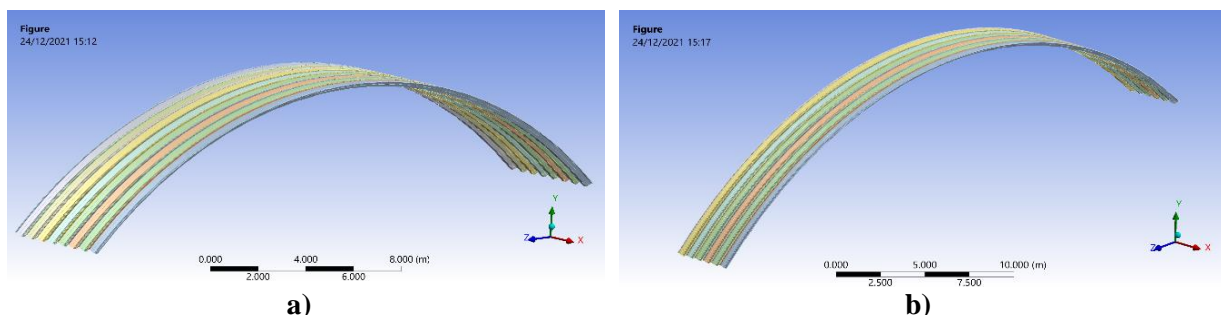 Figure
24/12/2021 15:12
Y
Z
X
0.000
4.000
8.000 (m)
2.000
6.000
a)
Figure
24/12/2021 15:17
Y
Z
X
0.000
5.000
10.000 (m)
2.500
7.500
b)